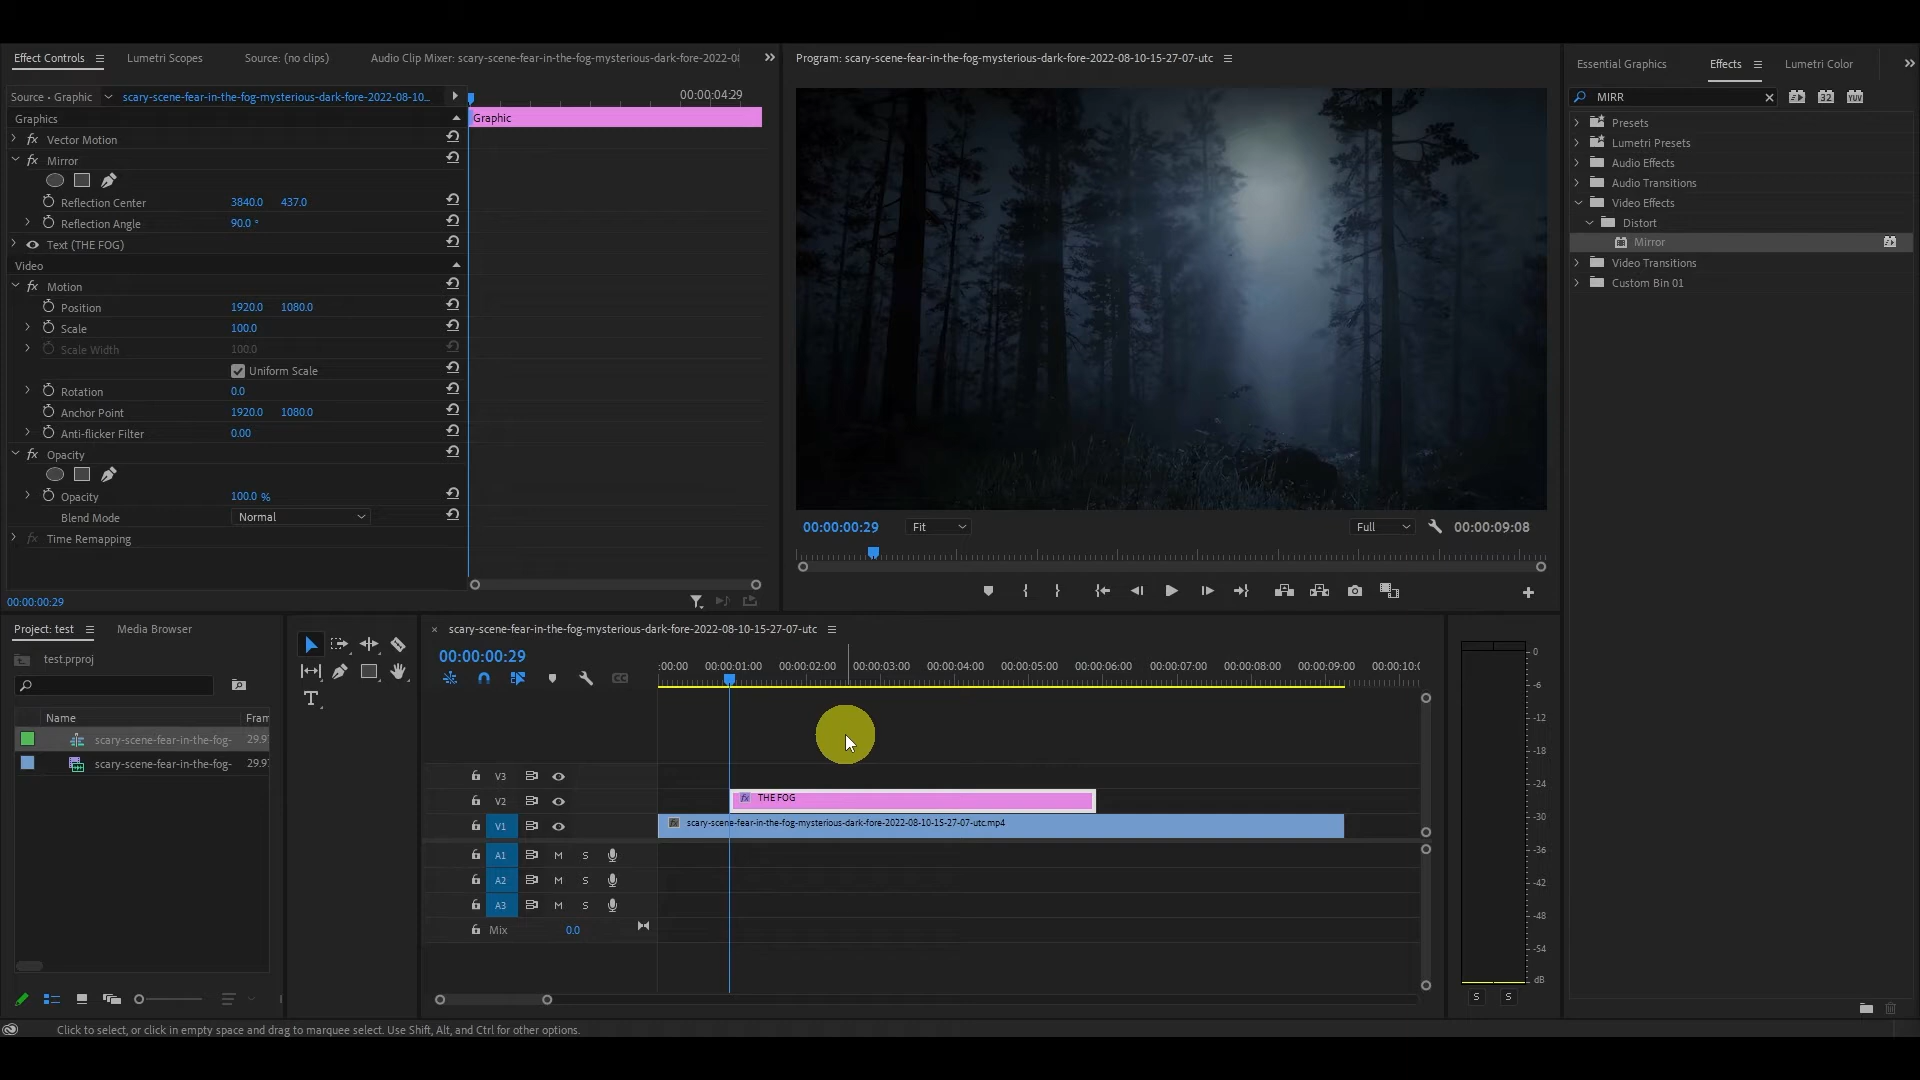 Effect Controls
Lumetri Scopes
Source: (no clips)
Audio Clip Mixer: scary-scene-fear-in-the-fog-mysterious-dark-fore-2022-08
Source • Graphic
scary-scene-fear-in-the-fog-mysterious-dark-fore-2022-08-10...
00:00:04:29
Graphics
Graphic
fx Vector Motion
fx Mirror
Reflection Center 3840.0 437.0
Reflection Angle 90.0 °
Text (THE FOG)
Video
fx Motion
Position 1920.0 1080.0
Scale 100.0
Scale Width 100.0
Uniform Scale
Rotation 0.0
Anchor Point 1920.0 1080.0
Anti-flicker Filter 0.00
fx Opacity
Opacity 100.0 %
Blend Mode Normal
fx Time Remapping
00:00:00:29
Program: scary-scene-fear-in-the-fog-mysterious-dark-fore-2022-08-10-15-27-07-utc
00:00:00:29
Fit
Full
00:00:09:08
Essential Graphics
Effects
Lumetri Color
MIRR
32
YUV
Presets
Lumetri Presets
Audio Effects
Audio Transitions
Video Effects
Distort
Mirror
Video Transitions
Custom Bin 01
Project: test
Media Browser
test.prproj
Name
Fram
scary-scene-fear-in-the-fog- 29.9
scary-scene-fear-in-the-fog- 29.9
T
scary-scene-fear-in-the-fog-mysterious-dark-fore-2022-08-10-15-27-07-utc
00:00:00:29
CC
:00:00 00:00:01:00 00:00:02:00 00:00:03:00 00:00:04:00 00:00:05:00 00:00:06:00 00:00:07:00 00:00:08:00 00:00:09:00 00:00:10:0
V3
V2
fx THE FOG
V1
fx scary-scene-fear-in-the-fog-mysterious-dark-fore-2022-08-10-15-27-07-utc.mp4
A1 M S
A2 M S
A3 M S
Mix 0.0
0
-6
-12
-18
-24
-30
-36
-42
-48
-54
dB
S S
Click to select, or click in empty space and drag to marquee select. Use Shift, Alt, and Ctrl for other options.